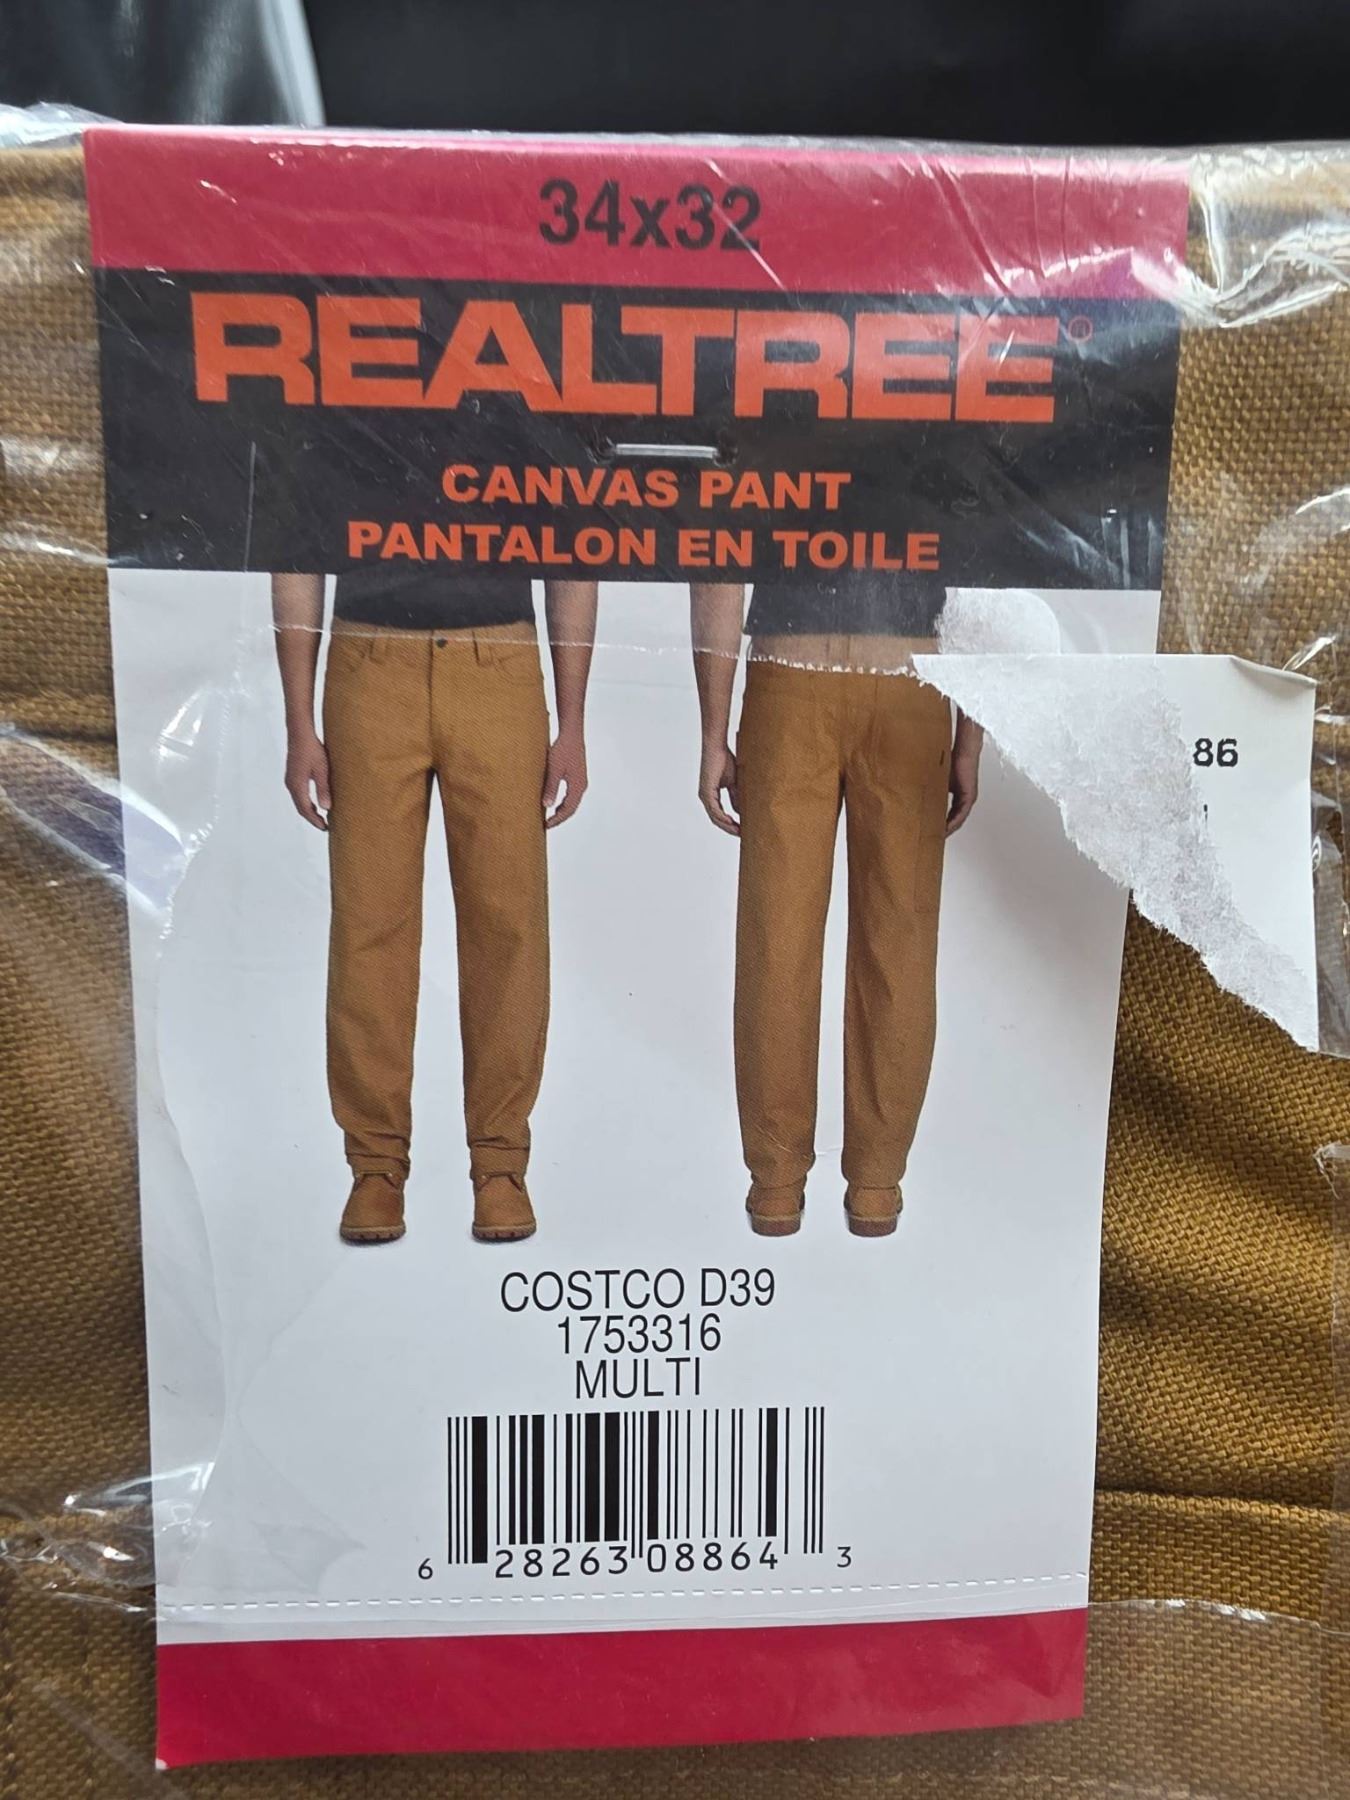 34x32
REALTREE®
CANVAS PANT
PANTALON EN TOILE
86
COSTCO D39
1753316
MULTI
6 28263 08864 3